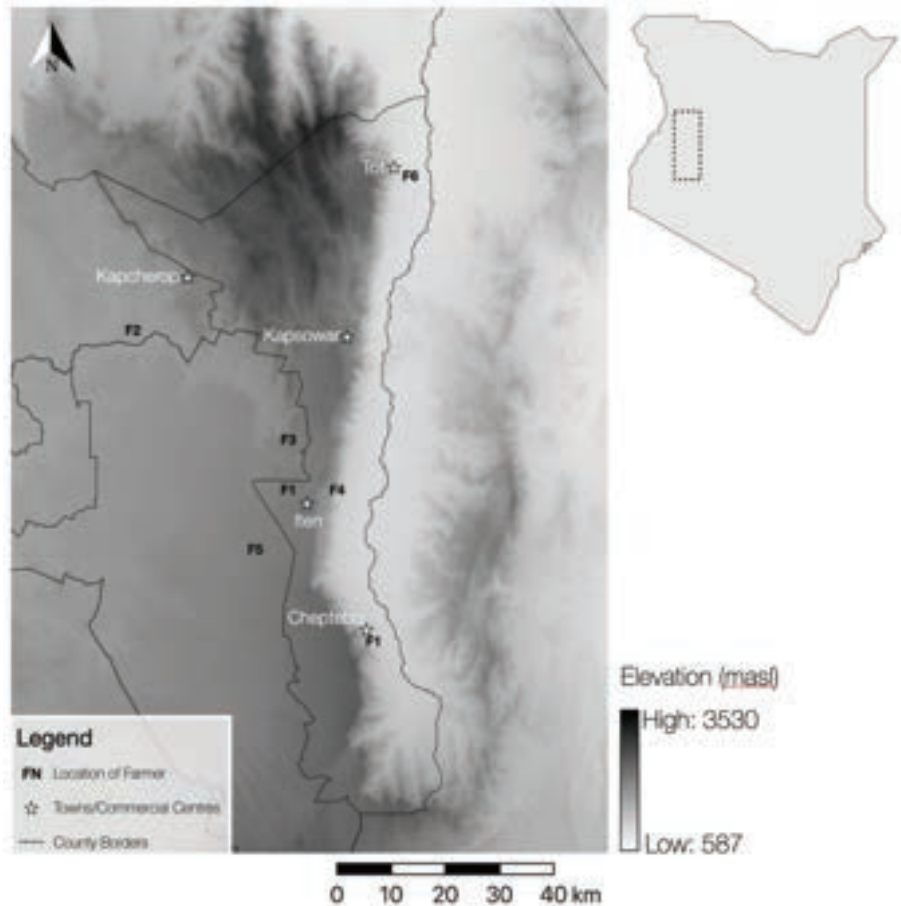 N
Tot
F6
Kapcherop
F2
Kapsowar
F3
F1
F4
Iten
F5
Cheptebo
F1
Legend
FN Location of Farmer
Towns/Commercial Centres
County Borders
Elevation (masl)
High: 3530
Low: 587
0 10 20 30 40 km